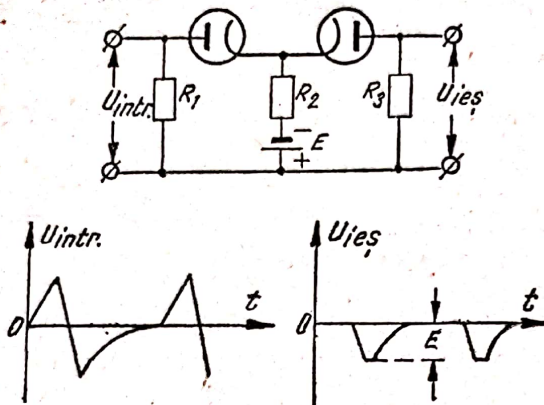 Uintr. R1 R2 R3 Uieș
− E
+
Uintr. Uieș
t t
0 0 E